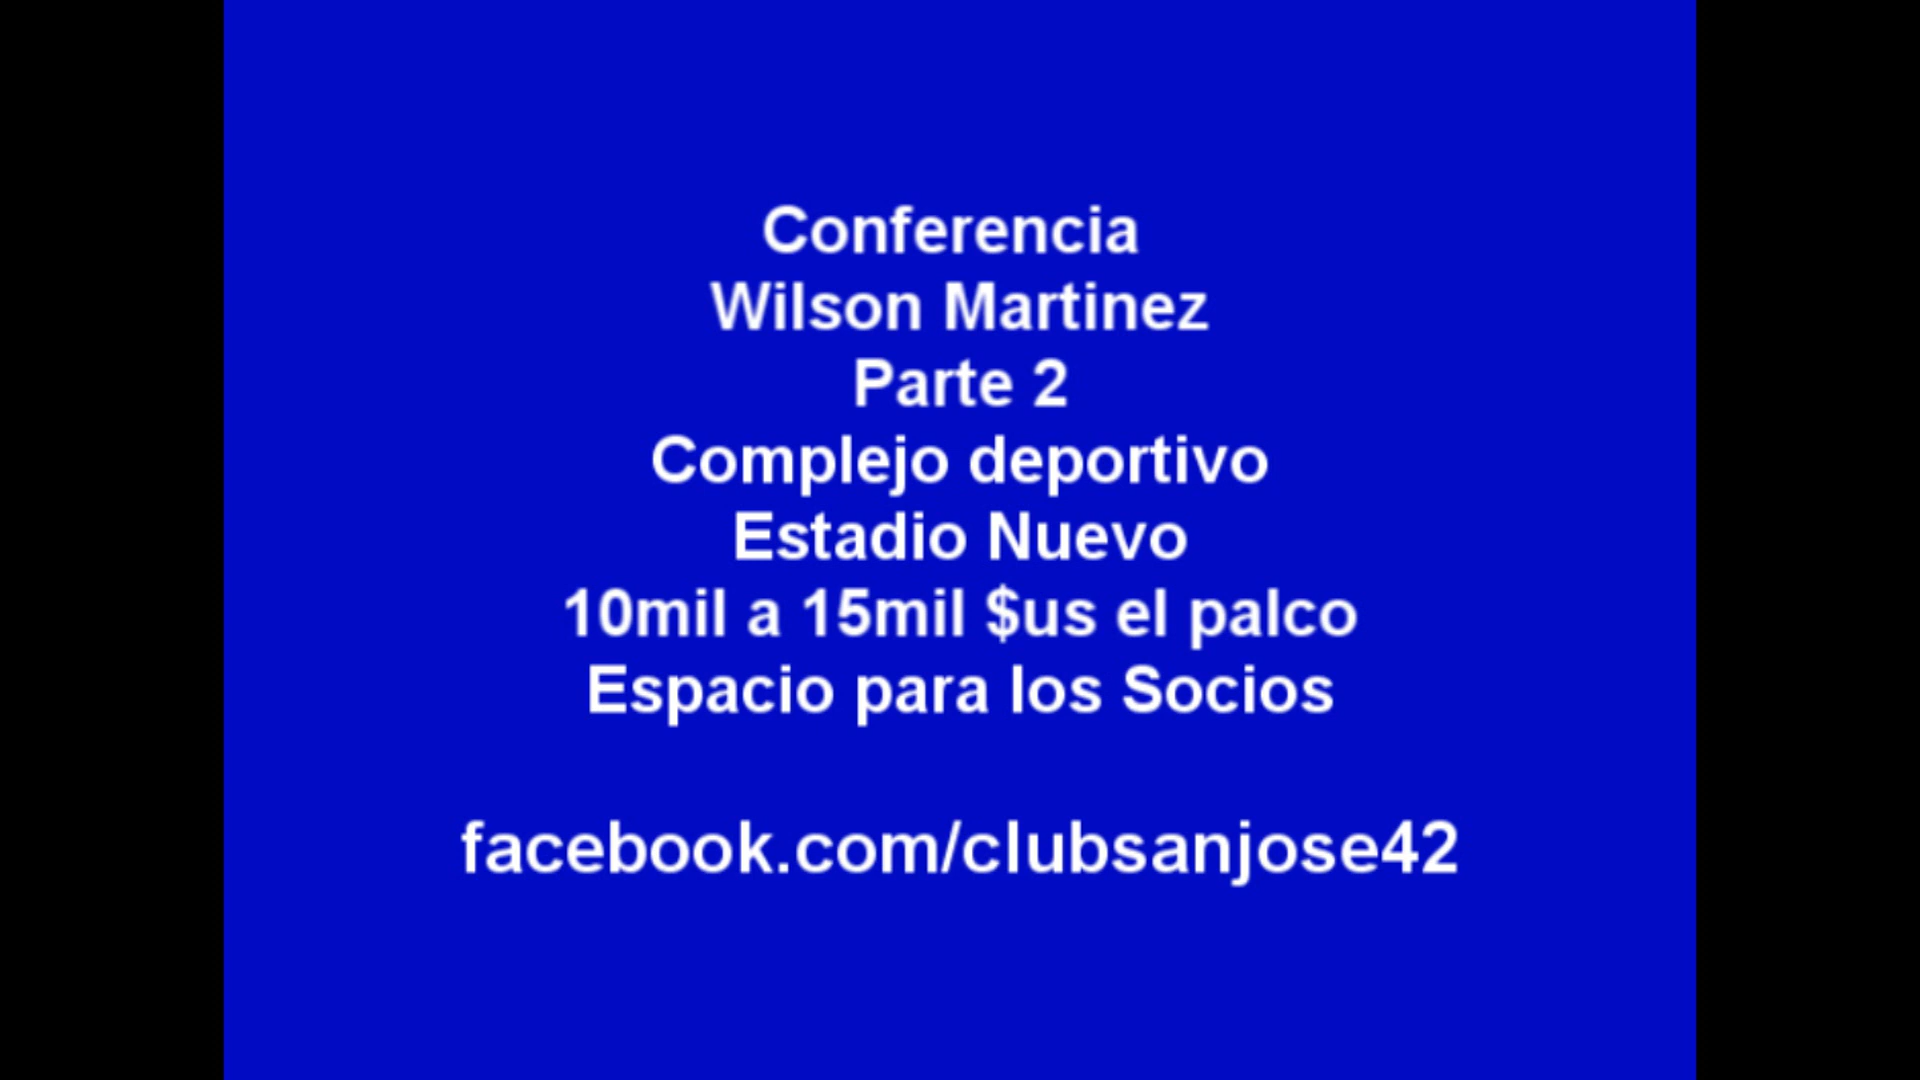 Conferencia
Wilson Martinez
Parte 2
Complejo deportivo
Estadio Nuevo
10mil a 15mil $us el palco
Espacio para los Socios
facebook.com/clubsanjose42